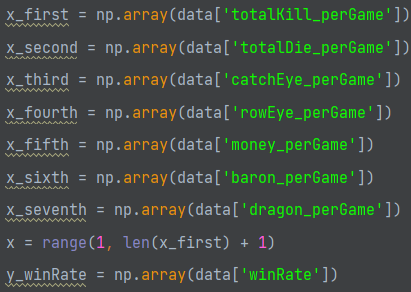 x_first = np.array(data['totalKill_perGame'])
x_second = np.array(data['totalDie_perGame'])
x_third = np.array(data['catchEye_perGame'])
x_fourth = np.array(data['rowEye_perGame'])
x_fifth = np.array(data['money_perGame'])
x_sixth = np.array(data['baron_perGame'])
x_seventh = np.array(data['dragon_perGame'])
x = range(1, len(x_first) + 1)
y_winRate = np.array(data['winRate'])